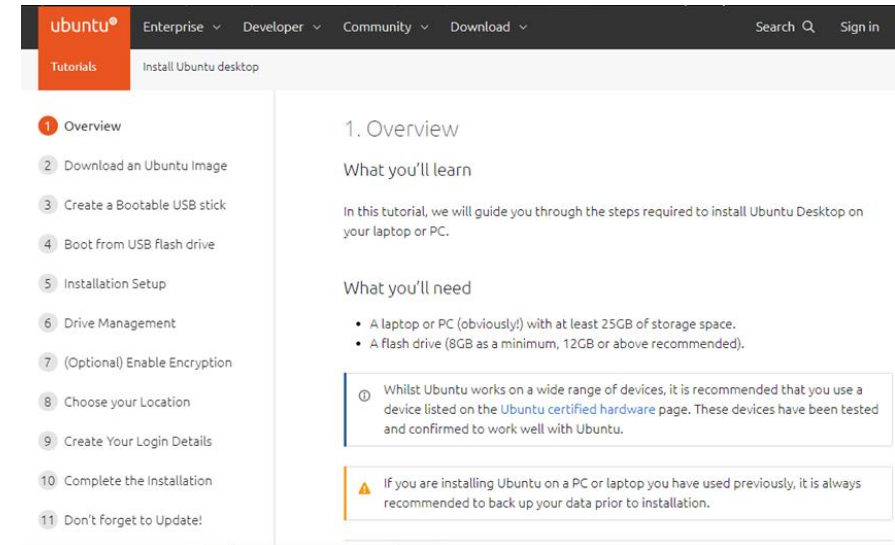 ubuntu® Enterprise Developer Community Download Search Sign in
Tutorials Install Ubuntu desktop
1 Overview
2 Download an Ubuntu Image
3 Create a Bootable USB stick
4 Boot from USB flash drive
5 Installation Setup
6 Drive Management
7 (Optional) Enable Encryption
8 Choose your Location
9 Create Your Login Details
10 Complete the Installation
11 Don't forget to Update!
1. Overview
What you'll learn
In this tutorial, we will guide you through the steps required to install Ubuntu Desktop on
your laptop or PC.
What you'll need
• A laptop or PC (obviously!) with at least 25GB of storage space.
• A flash drive (8GB as a minimum, 12GB or above recommended).
Whilst Ubuntu works on a wide range of devices, it is recommended that you use a
device listed on the Ubuntu certified hardware page. These devices have been tested
and confirmed to work well with Ubuntu.
If you are installing Ubuntu on a PC or laptop you have used previously, it is always
recommended to back up your data prior to installation.